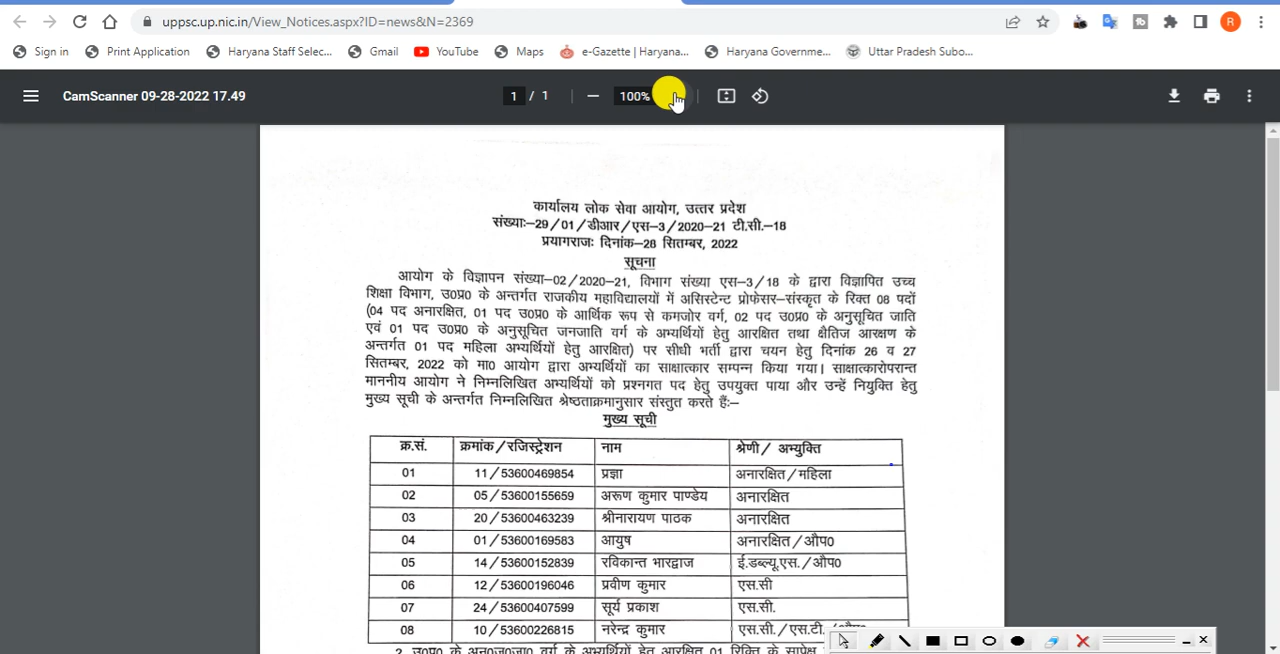 uppsc.up.nic.in/View_Notices.aspx?ID=news&N=2369
R
Sign in Print Application Haryana Staff Selec... Gmail YouTube Maps e-Gazette | Haryana... Haryana Governme... Uttar Pradesh Subo...
CamScanner 09-28-2022 17.49 1 / 1 100%
कार्यालय लोक सेवा आयोग, उत्तर प्रदेश
संख्याः–29/01/डीआर/एस–3/2020–21 टी.सी.–18
प्रयागराजः दिनांक–28 सितम्बर, 2022
सूचना
आयोग के विज्ञापन संख्या–02/2020–21, विभाग संख्या एस–3/18 के द्वारा विज्ञापित उच्च
शिक्षा विभाग, उ0प्र0 के अन्तर्गत राजकीय महाविद्यालयों में असिस्टेन्ट प्रोफेसर–संस्कृत के रिक्त 08 पदों
(04 पद अनारक्षित, 01 पद उ0प्र0 के आर्थिक रूप से कमजोर वर्ग, 02 पद उ0प्र0 के अनुसूचित जाति
एवं 01 पद उ0प्र0 के अनुसूचित जनजाति वर्ग के अभ्यर्थियों हेतु आरक्षित तथा क्षैतिज आरक्षण के
अन्तर्गत 01 पद महिला अभ्यर्थियों हेतु आरक्षित) पर सीधी भर्ती द्वारा चयन हेतु दिनांक 26 व 27
सितम्बर, 2022 को मा0 आयोग द्वारा अभ्यर्थियों का साक्षात्कार सम्पन्न किया गया। साक्षात्कारोपरान्त
माननीय आयोग ने निम्नलिखित अभ्यर्थियों को प्रश्नगत पद हेतु उपयुक्त पाया और उन्हें नियुक्ति हेतु
मुख्य सूची के अन्तर्गत निम्नलिखित श्रेष्ठताक्रमानुसार संस्तुत करते हैः–
मुख्य सूची
क्र.सं. क्रमांक/रजिस्ट्रेशन नाम श्रेणी/ अभ्युक्ति
01 11/53600469854 प्रज्ञा अनारक्षित/महिला
02 05/53600155659 अरूण कुमार पाण्डेय अनारक्षित
03 20/53600463239 श्रीनारायण पाठक अनारक्षित
04 01/53600169583 आयुष अनारक्षित/औप0
05 14/53600152839 रविकान्त भारद्वाज ई.डब्ल्यू.एस./औप0
06 12/53600196046 प्रवीण कुमार एस.सी
07 24/53600407599 सूर्य प्रकाश एस.सी.
08 10/53600226815 नरेन्द्र कुमार एस.सी./एस.टी.
2. उ0प्र0 के अ0ज0जा0 वर्ग के अभ्यर्थियों हेतु आरक्षित 01 रिक्ति के सापेक्ष